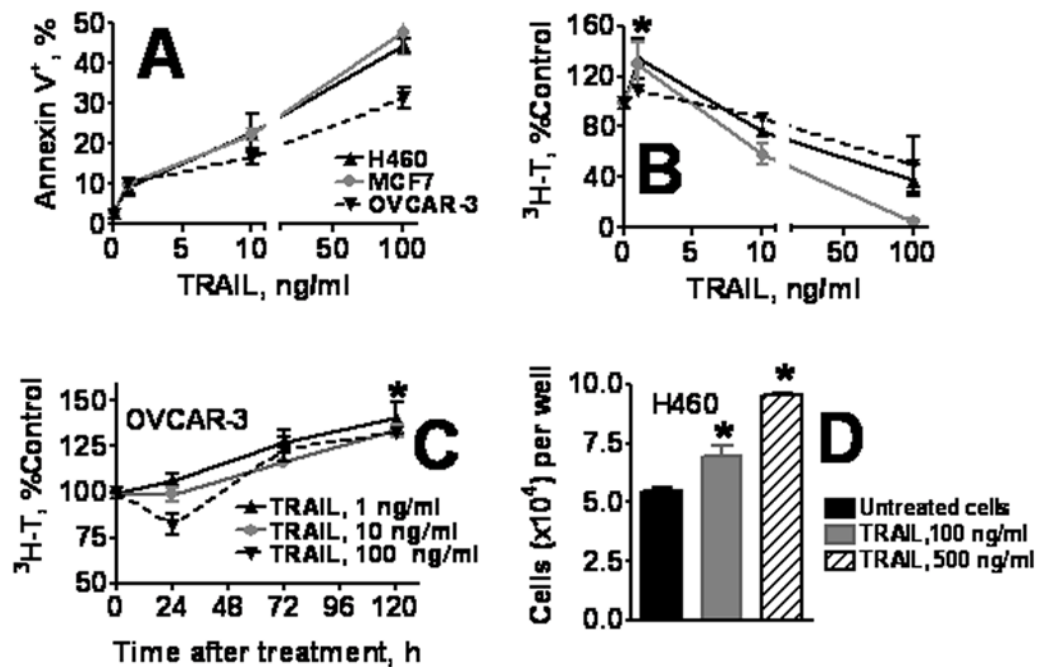 A
Annexin V⁺, %
50
40
30
20
10
0
H460
MCF7
OVCAR-3
0 5 10 50 100
TRAIL, ng/ml
B
³H-T, %Control
160
120
80
40
0
*
0 5 10 50 100
TRAIL, ng/ml
C
³H-T, %Control
150
125
100
75
50
OVCAR-3
*
TRAIL, 1 ng/ml
TRAIL, 10 ng/ml
TRAIL, 100 ng/ml
0 24 48 72 96 120
Time after treatment, h
D
Cells (x10⁴) per well
10.0
7.5
5.0
2.5
0.0
H460
*
*
Untreated cells
TRAIL,100 ng/ml
TRAIL,500 ng/ml